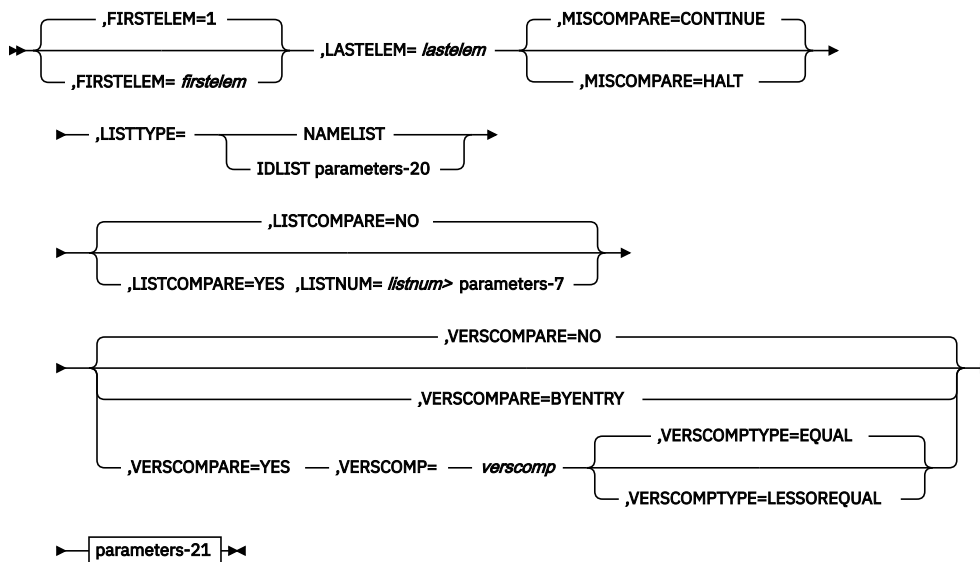 ,FIRSTELEM=1
,FIRSTELEM= firstelem
,LASTELEM= lastelem
,MISCOMPARE=CONTINUE
,MISCOMPARE=HALT
,LISTTYPE=
NAMELIST
IDLIST parameters-20
,LISTCOMPARE=NO
,LISTCOMPARE=YES ,LISTNUM= listnum> parameters-7
,VERSCOMPARE=NO
,VERSCOMPARE=BYENTRY
,VERSCOMPARE=YES
,VERSCOMP=
verscomp
,VERSCOMPTYPE=EQUAL
,VERSCOMPTYPE=LESSOREQUAL
parameters-21